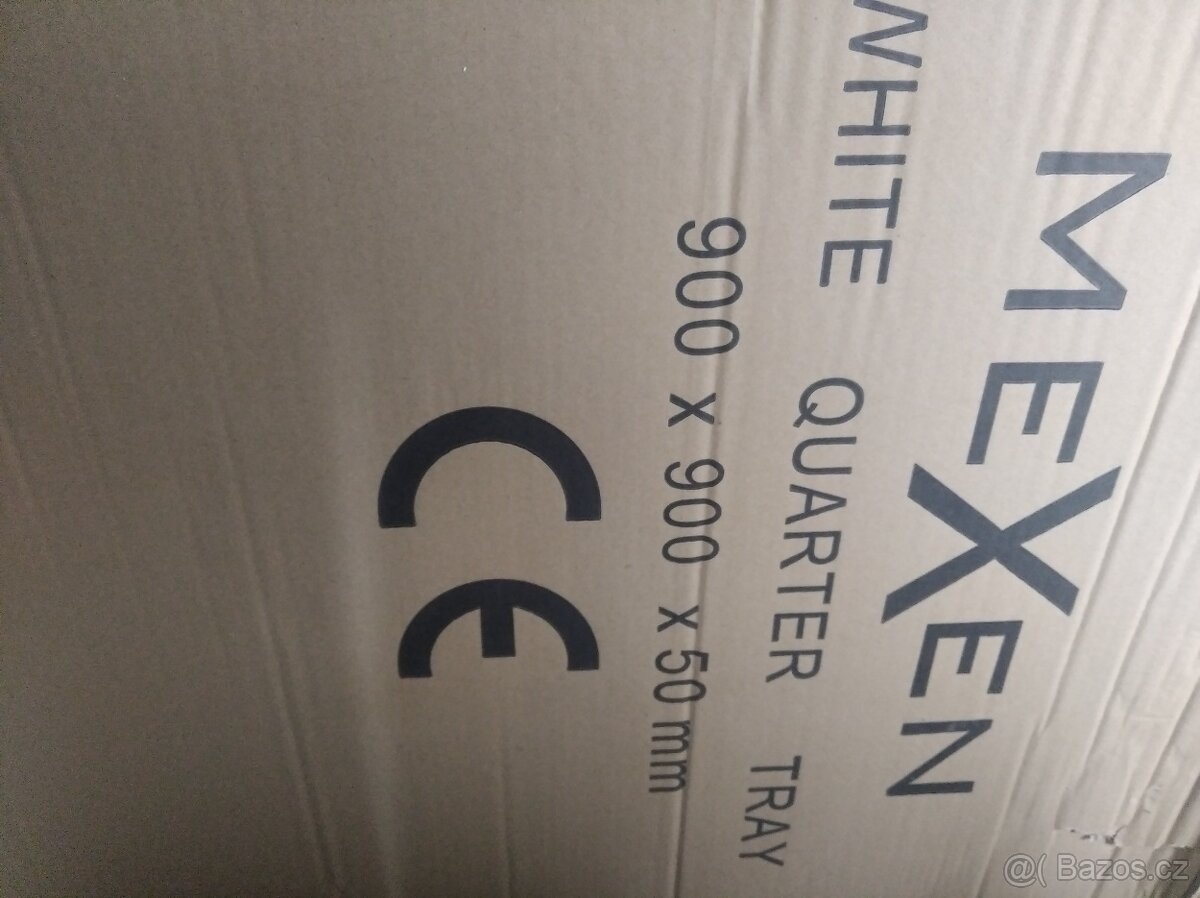 MEXEN
WHITE QUARTER TRAY
900 x 900 x 50 mm
CE
@( Bazos.cz